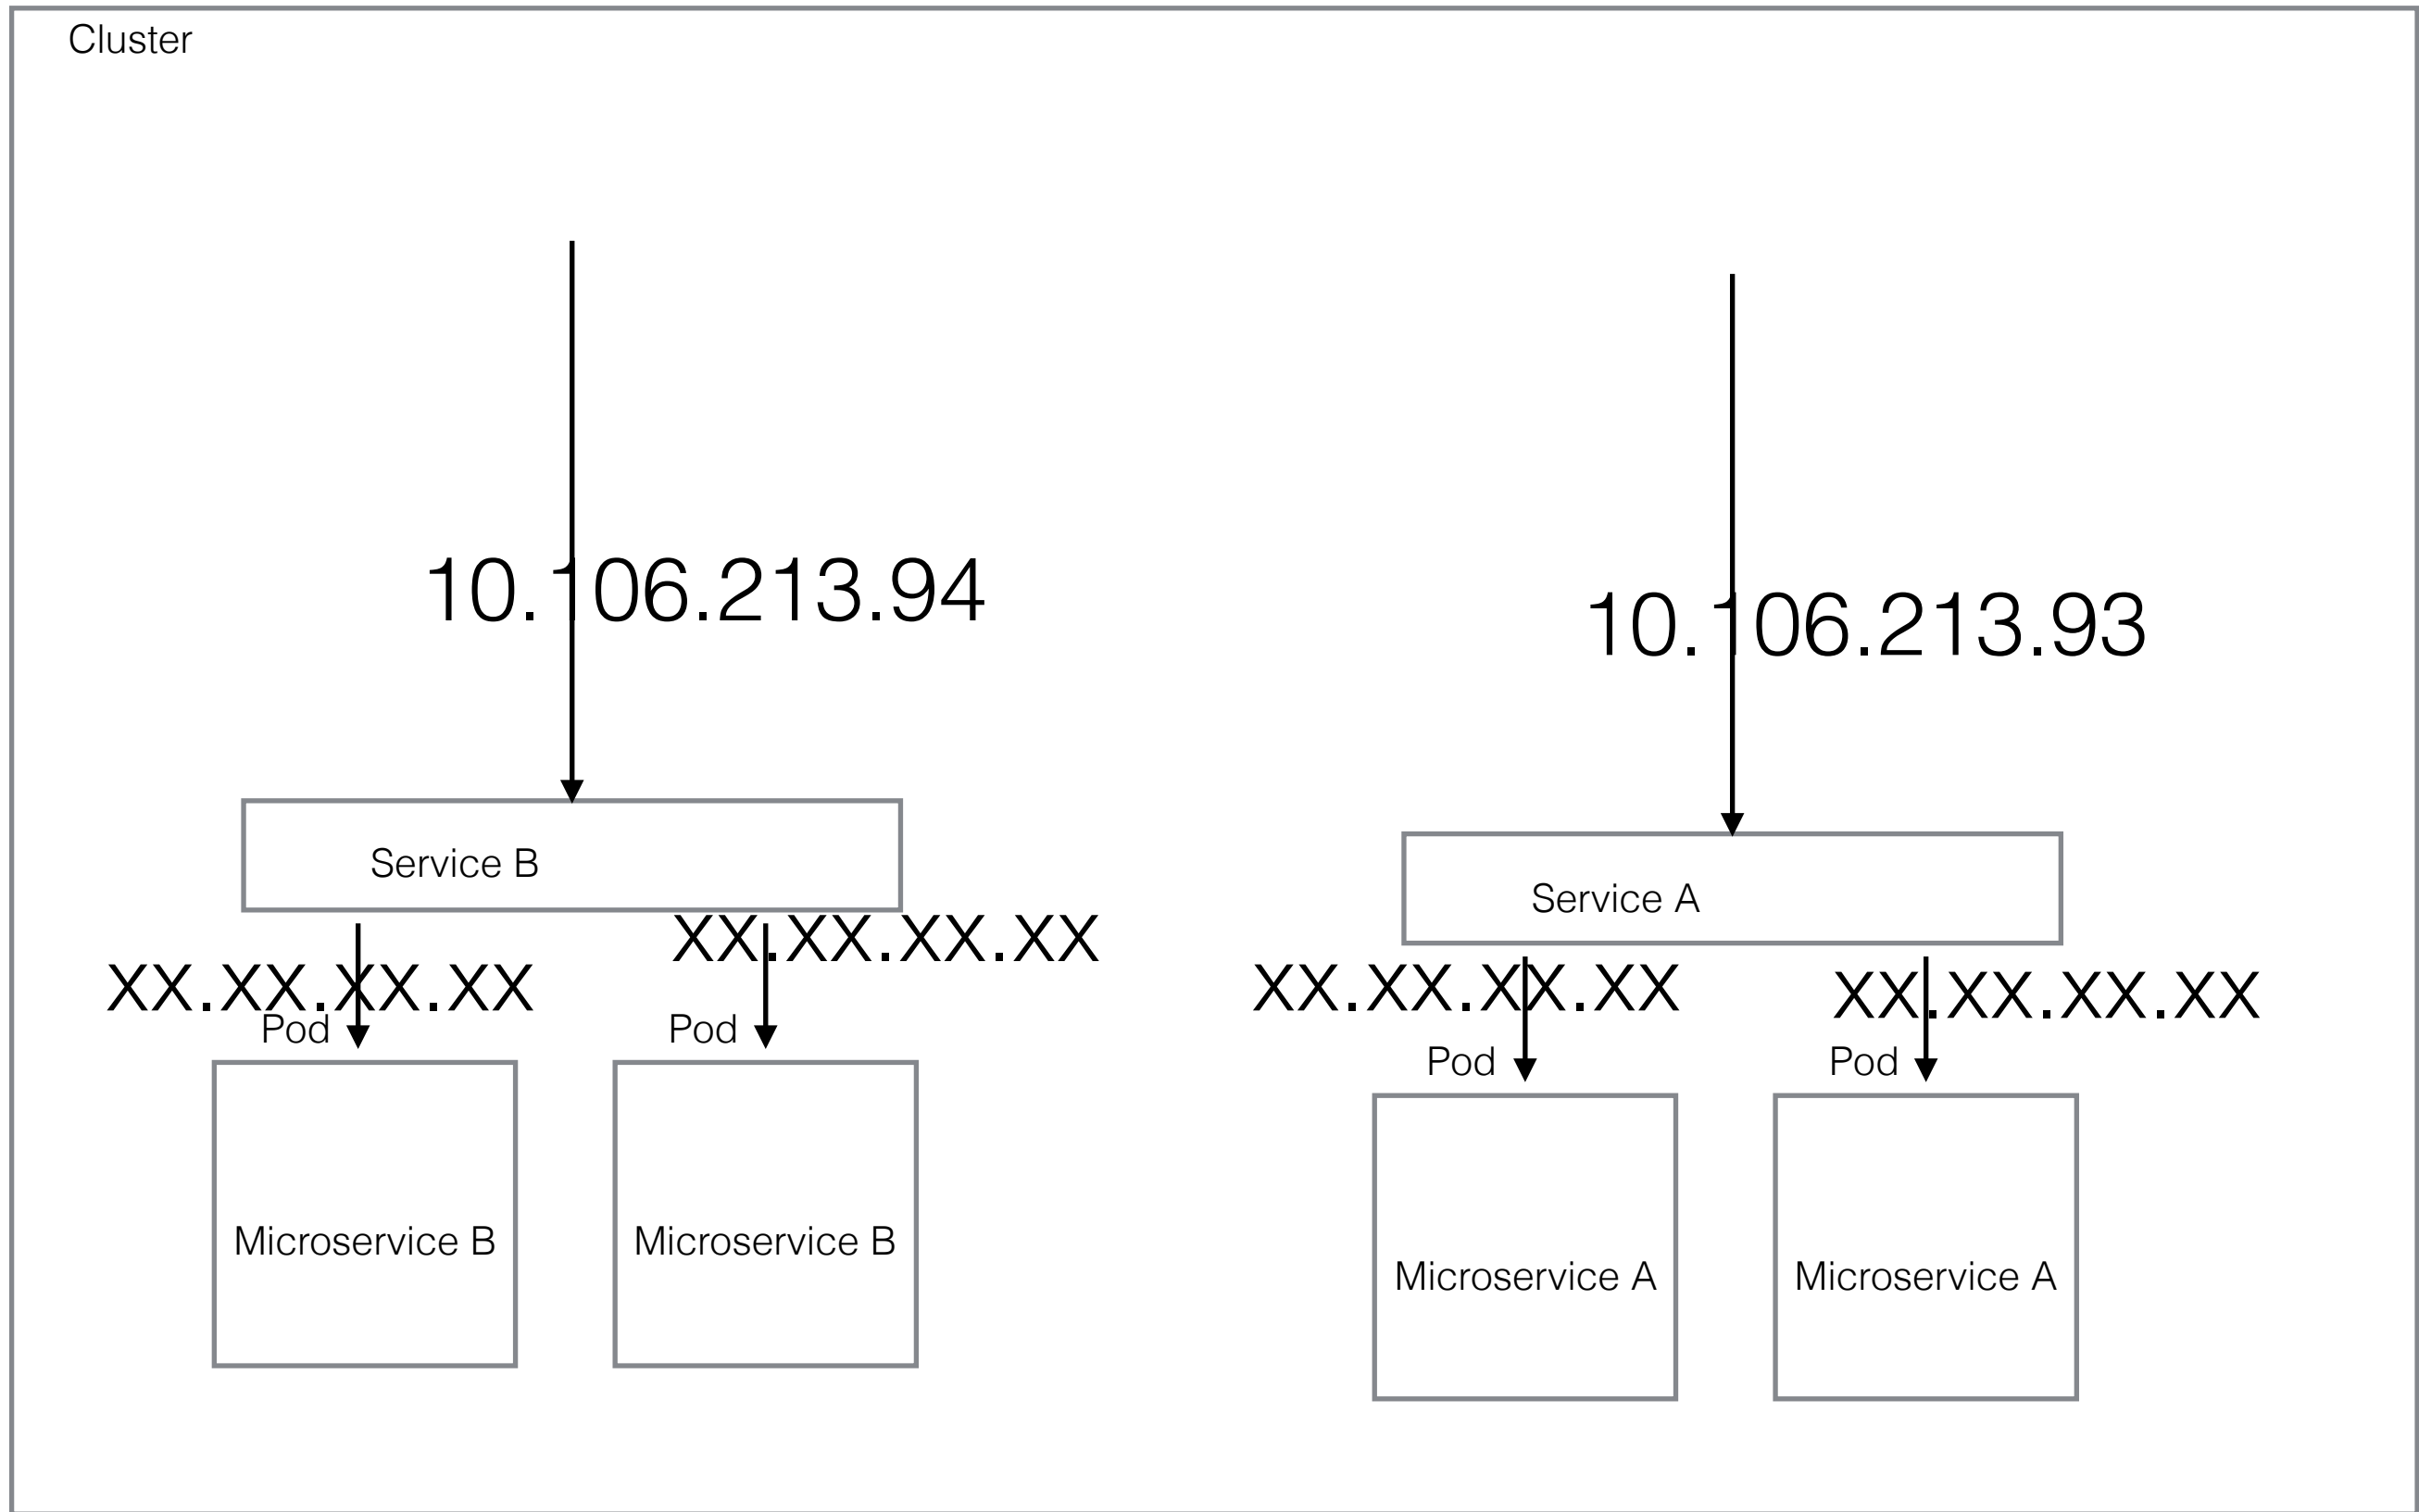 Cluster
10.106.213.94
10.106.213.93
Service B
Service A
xx.xx.xx.xx
xx.xx.xx.xx
xx.xx.xx.xx
xx.xx.xx.xx
Pod
Pod
Pod
Pod
Microservice B
Microservice B
Microservice A
Microservice A